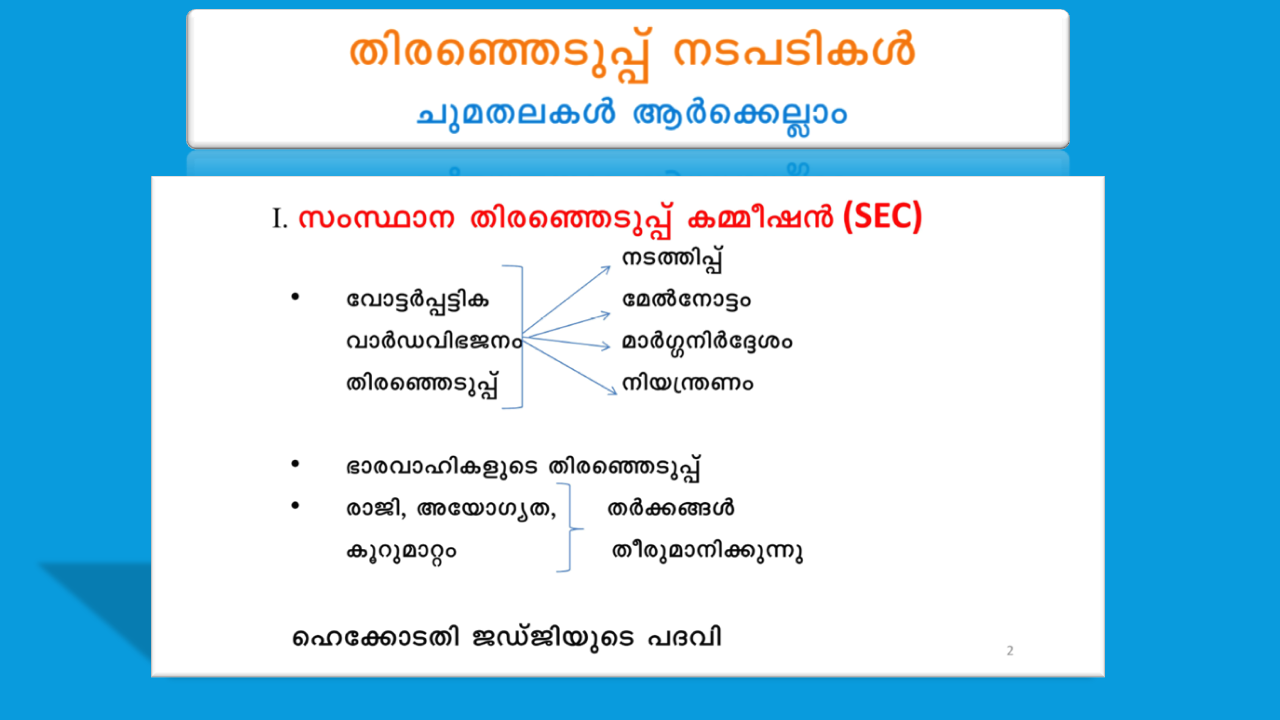 തിരഞ്ഞെടുപ്പ് നടപടികൾ
ചുമതലകൾ ആർക്കെല്ലാം
I. സംസ്ഥാന തിരഞ്ഞെടുപ്പ് കമ്മീഷൻ (SEC)
നടത്തിപ്പ്
• വോട്ടർപ്പട്ടിക മേൽനോട്ടം
വാർഡവിഭജനം മാർഗ്ഗനിർദ്ദേശം
തിരഞ്ഞെടുപ്പ് നിയന്ത്രണം
• ഭാരവാഹികളുടെ തിരഞ്ഞെടുപ്പ്
• രാജി, അയോഗ്യത, തർക്കങ്ങൾ
കൂറുമാറ്റം തീരുമാനിക്കുന്നു
ഹെക്കോടതി ജഡ്ജിയുടെ പദവി
2